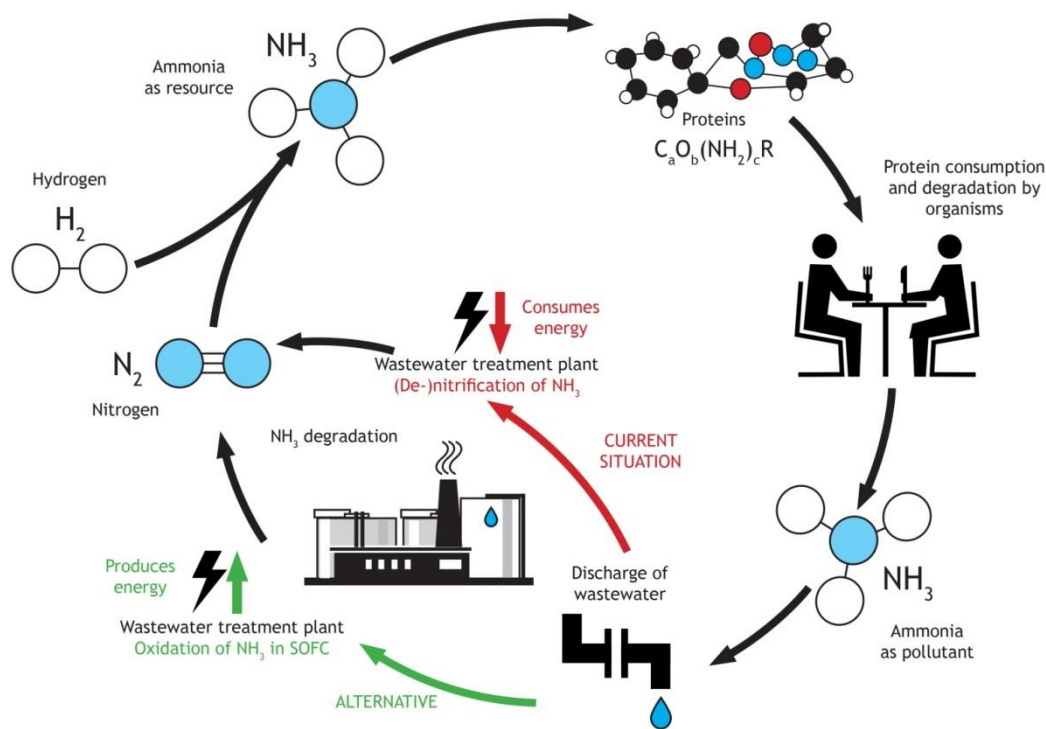 NH₃
Ammonia
as resource
Proteins
CₐOᵦ(NH₂)꜀R
Hydrogen
H₂
Protein consumption
and degradation by
organisms
Consumes
energy
Wastewater treatment plant
(De-)nitrification of NH₃
N₂
Nitrogen
NH₃ degradation
CURRENT
SITUATION
Produces
energy
Discharge of
wastewater
NH₃
Wastewater treatment plant
Oxidation of NH₃ in SOFC
Ammonia
as pollutant
ALTERNATIVE